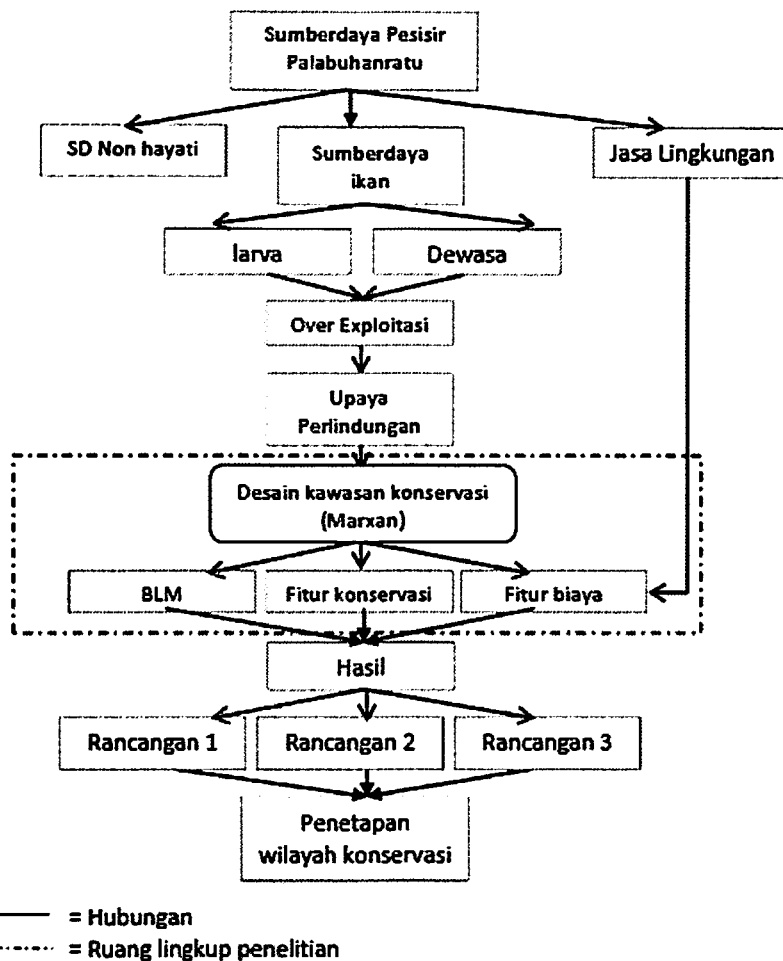 Sumberdaya Pesisir
Palabuhanratu
SD Non hayati
Sumberdaya
ikan
Jasa Lingkungan
larva
Dewasa
Over Exploitasi
Upaya
Perlindungan
Desain kawasan konservasi
(Marxan)
BLM
Fitur konservasi
Fitur biaya
Hasil
Rancangan 1
Rancangan 2
Rancangan 3
Penetapan
wilayah konservasi
= Hubungan
= Ruang lingkup penelitian